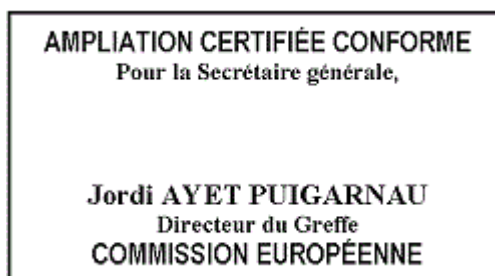 AMPLIATION CERTIFIÉE CONFORME
Pour la Secrétaire générale,
Jordi AYET PUIGARNAU
Directeur du Greffe
COMMISSION EUROPÉENNE